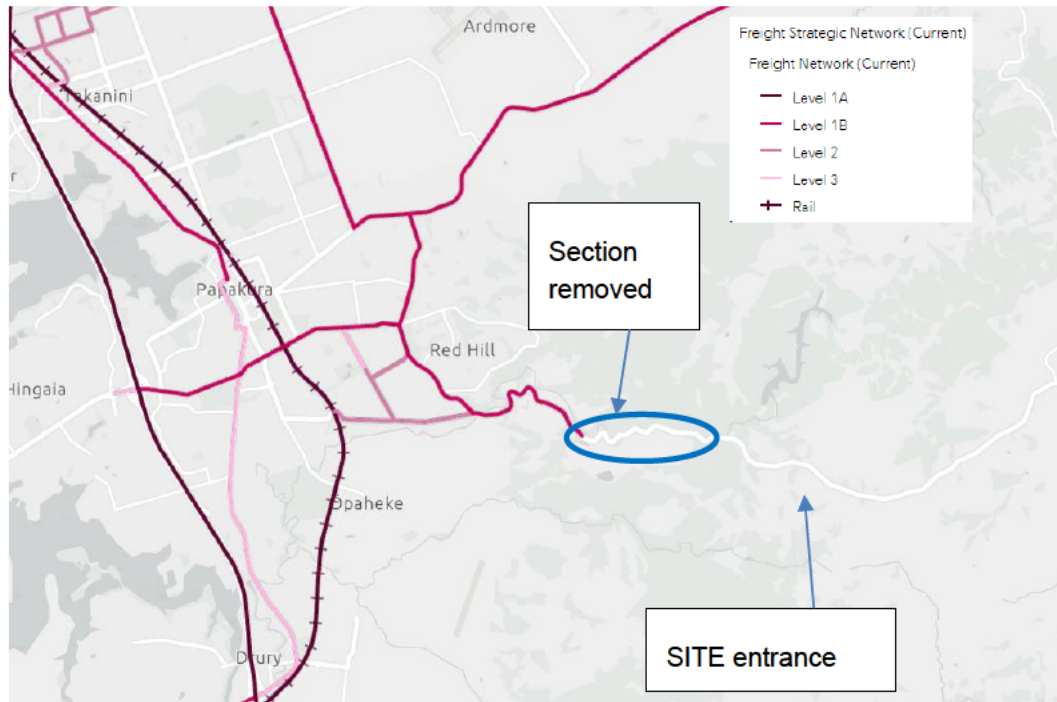 Ardmore
Freight Strategic Network (Current)
Freight Network (Current)
Level 1A
Level 1B
Level 2
Level 3
Rail
Takanini
Section
removed
Papakura
Red Hill
Hingaia
Opaheke
SITE entrance
Drury